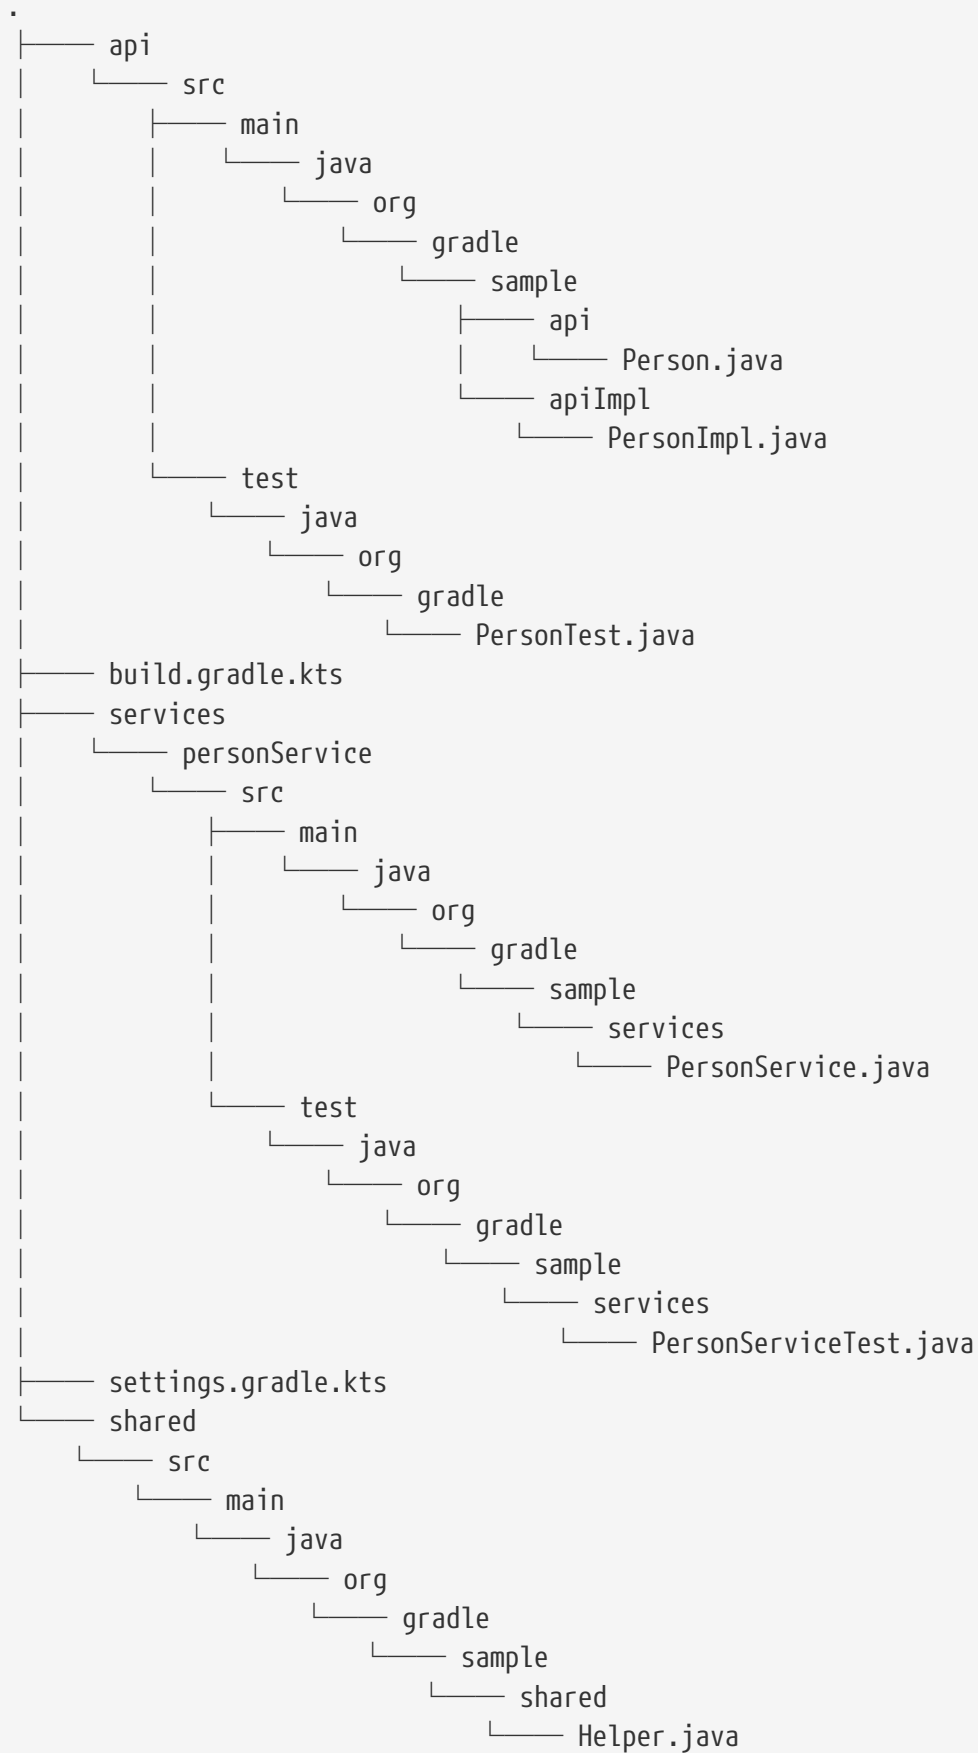 .
├── api
│   └── src
│       ├── main
│       │   └── java
│       │       └── org
│       │           └── gradle
│       │               └── sample
│       │                   ├── api
│       │                   │   └── Person.java
│       │                   └── apiImpl
│       │                       └── PersonImpl.java
│       └── test
│           └── java
│               └── org
│                   └── gradle
│                       └── PersonTest.java
├── build.gradle.kts
├── services
│   └── personService
│       └── src
│           ├── main
│           │   └── java
│           │       └── org
│           │           └── gradle
│           │               └── sample
│           │                   └── services
│           │                       └── PersonService.java
│           └── test
│               └── java
│                   └── org
│                       └── gradle
│                           └── sample
│                               └── services
│                                   └── PersonServiceTest.java
├── settings.gradle.kts
└── shared
    └── src
        └── main
            └── java
                └── org
                    └── gradle
                        └── sample
                            └── shared
                                └── Helper.java